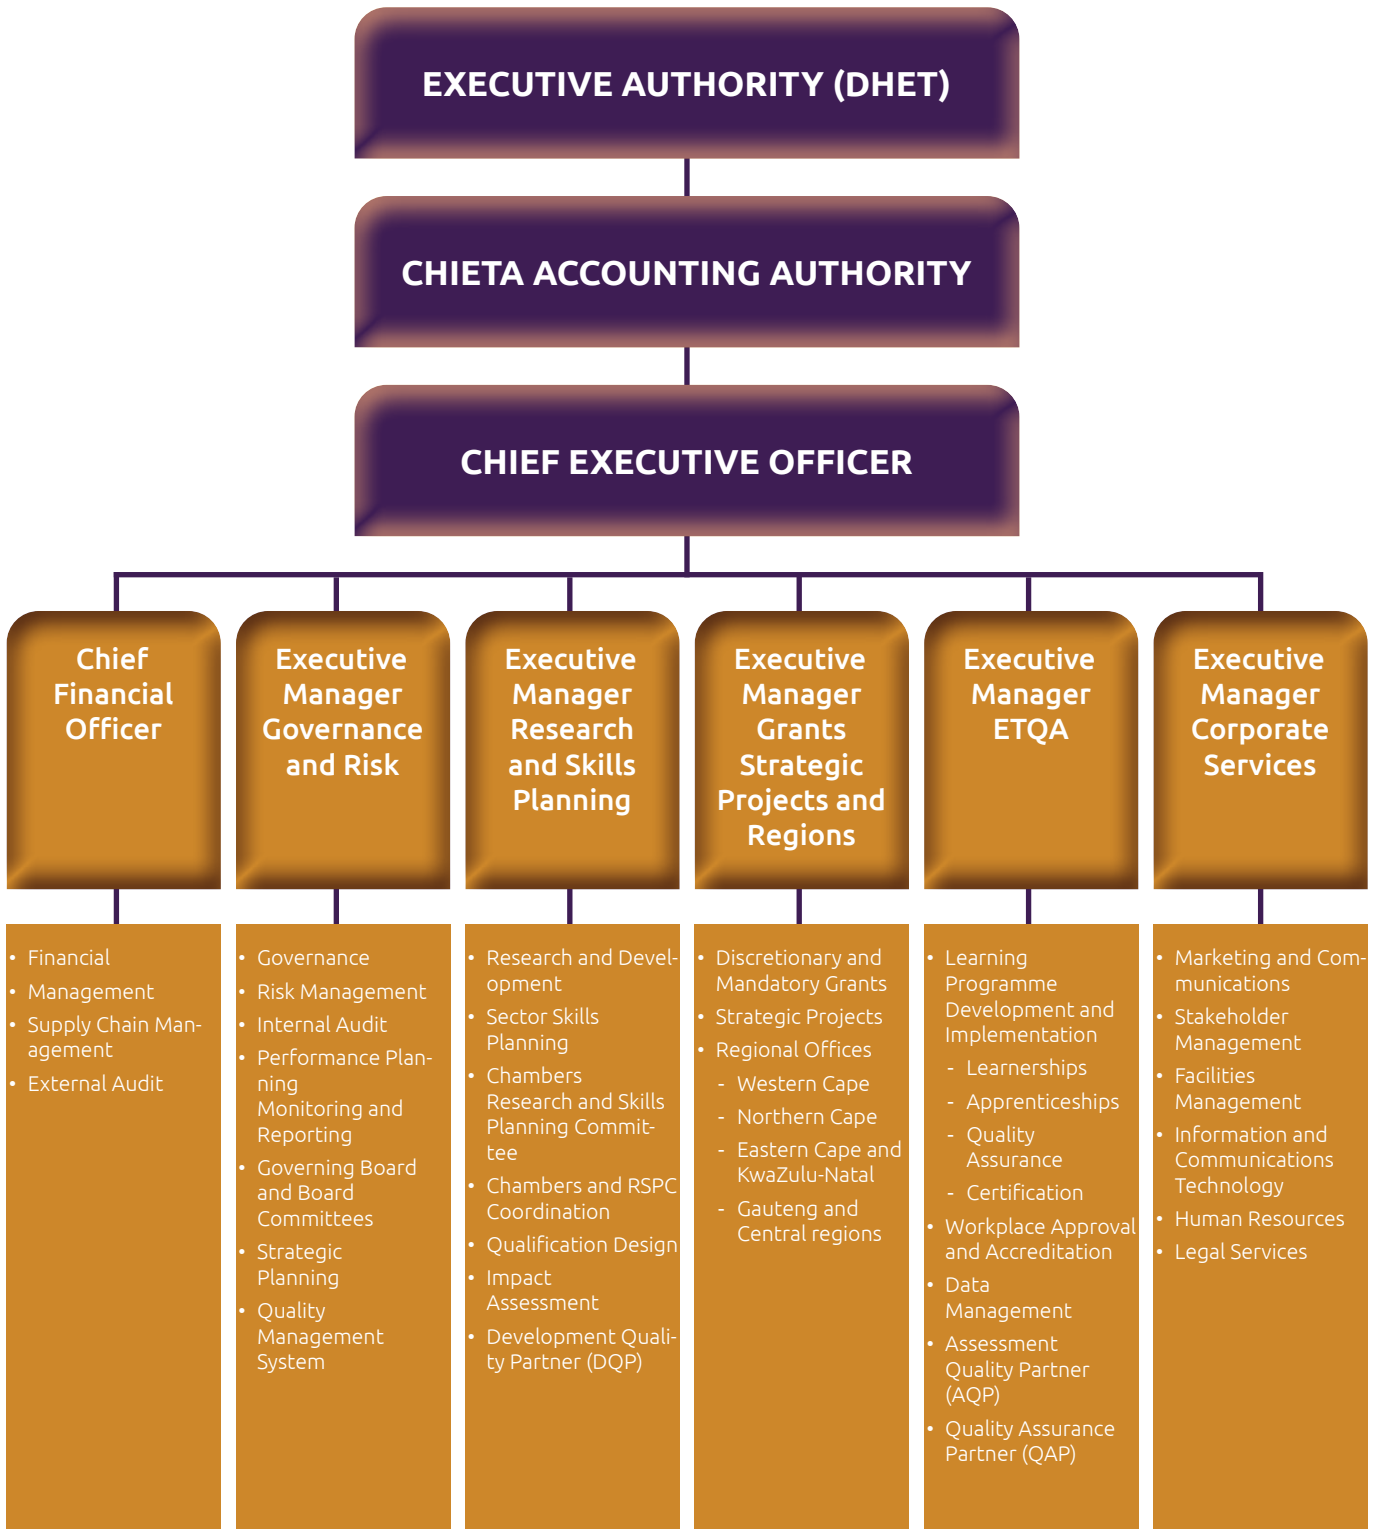 EXECUTIVE AUTHORITY (DHET)
CHIETA ACCOUNTING AUTHORITY
CHIEF EXECUTIVE OFFICER
Chief
Financial
Officer
Executive
Manager
Governance
and Risk
Executive
Manager
Research
and Skills
Planning
Executive
Manager
Grants
Strategic
Projects and
Regions
Executive
Manager
ETQA
Executive
Manager
Corporate
Services
• Financial
• Management
• Supply Chain Man-
agement
• External Audit
• Governance
• Risk Management
• Internal Audit
• Performance Plan-
ning
Monitoring and
Reporting
• Governing Board
and Board
Committees
• Strategic
Planning
• Quality
Management
System
• Research and Devel-
opment
• Sector Skills
Planning
• Chambers
Research and Skills
Planning Commit-
tee
• Chambers and RSPC
Coordination
• Qualification Design
• Impact
Assessment
• Development Quali-
ty Partner (DQP)
• Discretionary and
Mandatory Grants
• Strategic Projects
• Regional Offices
- Western Cape
- Northern Cape
- Eastern Cape and
KwaZulu-Natal
- Gauteng and
Central regions
• Learning
Programme
Development and
Implementation
- Learnerships
- Apprenticeships
- Quality
Assurance
- Certification
• Workplace Approval
and Accreditation
• Data
Management
• Assessment
Quality Partner
(AQP)
• Quality Assurance
Partner (QAP)
• Marketing and Com-
munications
• Stakeholder
Management
• Facilities
Management
• Information and
Communications
Technology
• Human Resources
• Legal Services